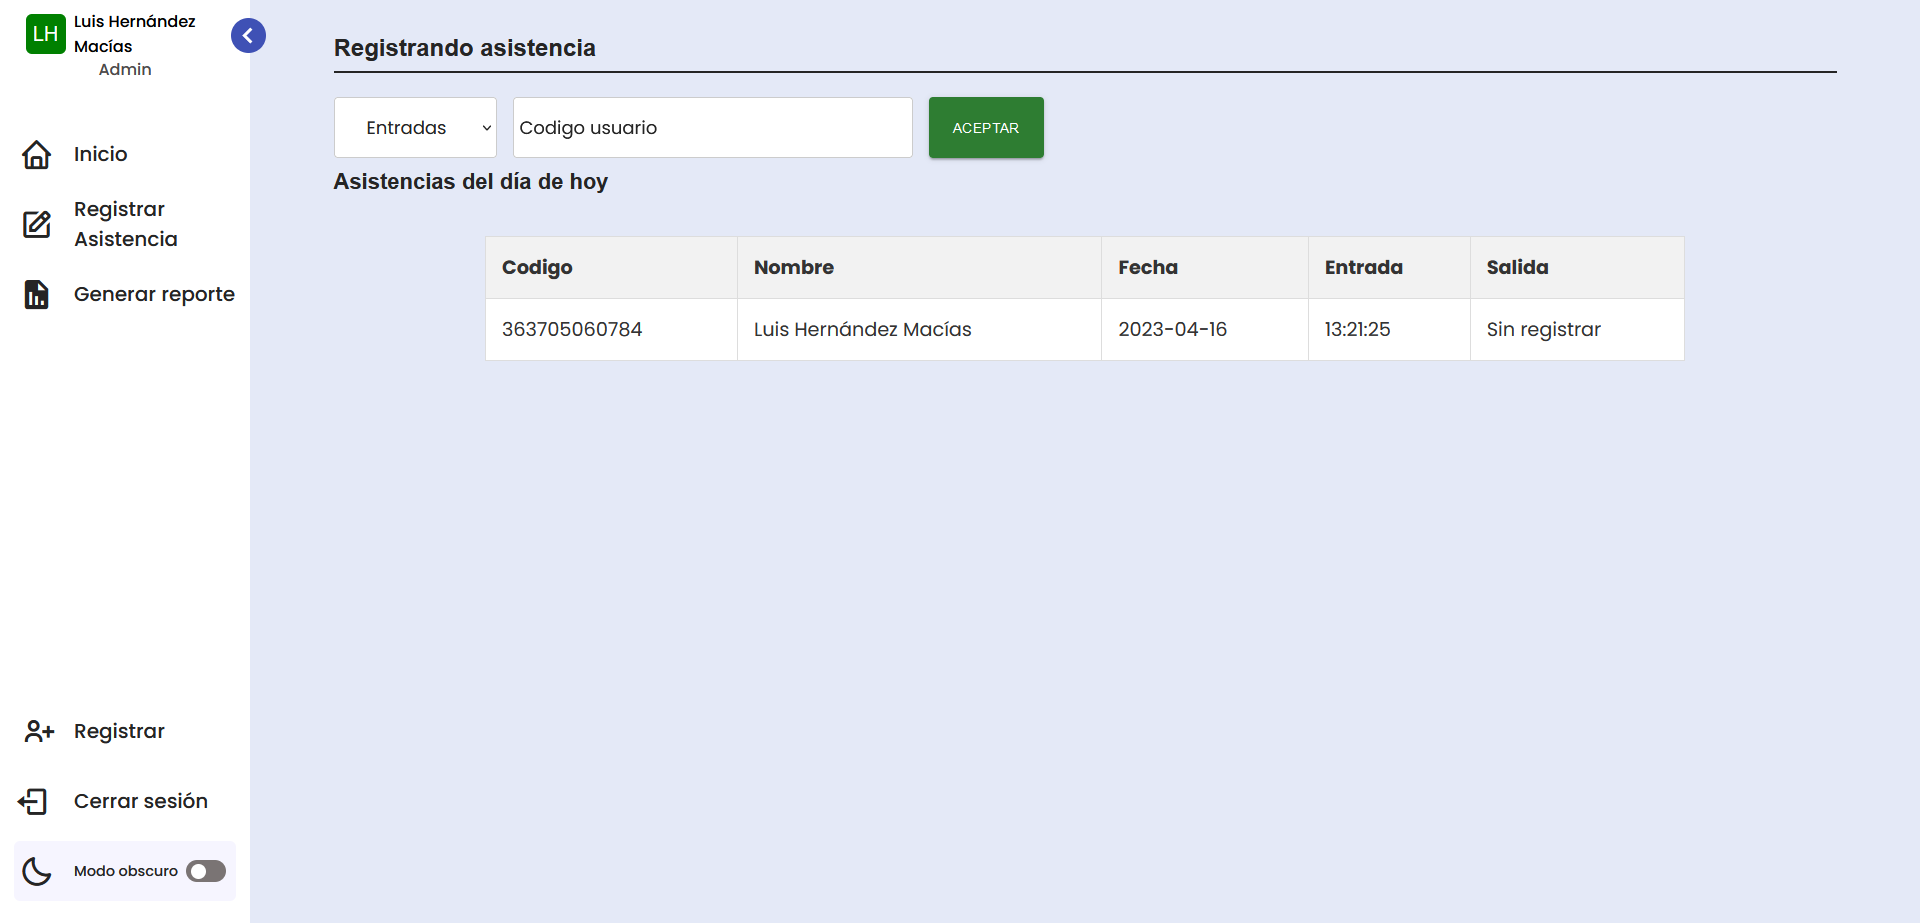 LH
Luis Hernández
Macías
Admin
Inicio
Registrar
Asistencia
Generar reporte
Registrar
Cerrar sesión
Modo obscuro
Registrando asistencia
Entradas
Codigo usuario
ACEPTAR
Asistencias del día de hoy
Codigo Nombre Fecha Entrada Salida
363705060784 Luis Hernández Macías 2023-04-16 13:21:25 Sin registrar